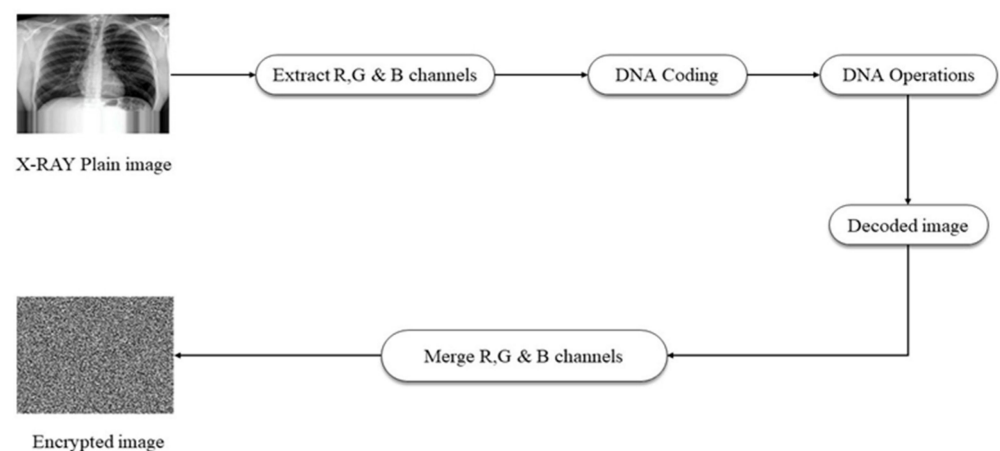 Extract R,G & B channels
DNA Coding
DNA Operations
X-RAY Plain image
Decoded image
Merge R,G & B channels
Encrypted image